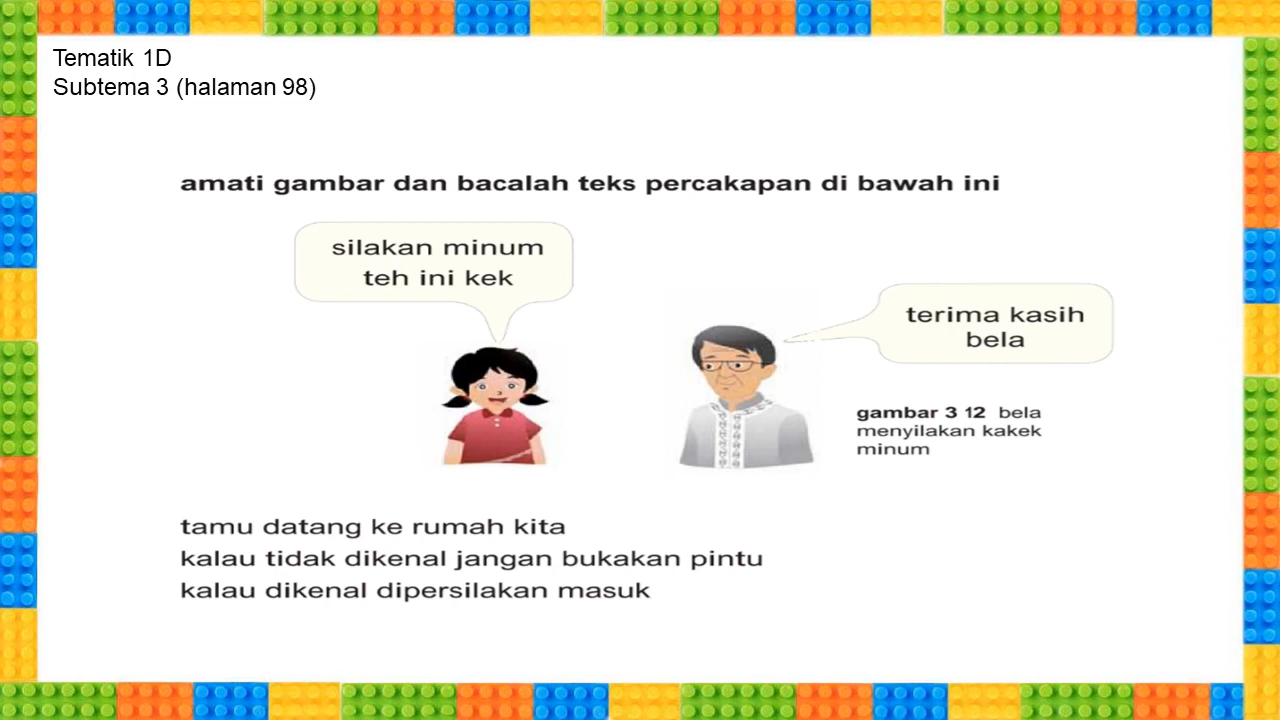 Tematik 1D
Subtema 3 (halaman 98)
amati gambar dan bacalah teks percakapan di bawah ini
silakan minum
teh ini kek
terima kasih
bela
gambar 3 12 bela
menyilakan kakek
minum
tamu datang ke rumah kita
kalau tidak dikenal jangan bukakan pintu
kalau dikenal dipersilakan masuk